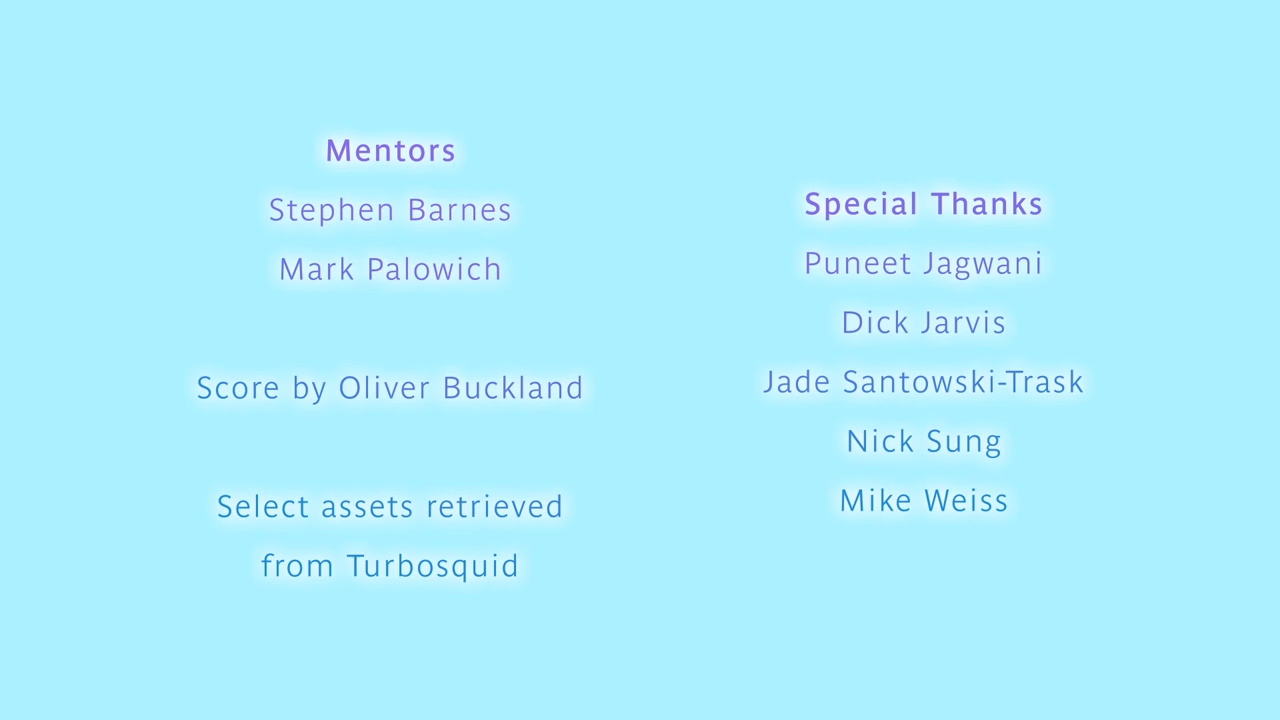 Mentors
Stephen Barnes
Mark Palowich
Score by Oliver Buckland
Select assets retrieved
from Turbosquid
Special Thanks
Puneet Jagwani
Dick Jarvis
Jade Santowski-Trask
Nick Sung
Mike Weiss